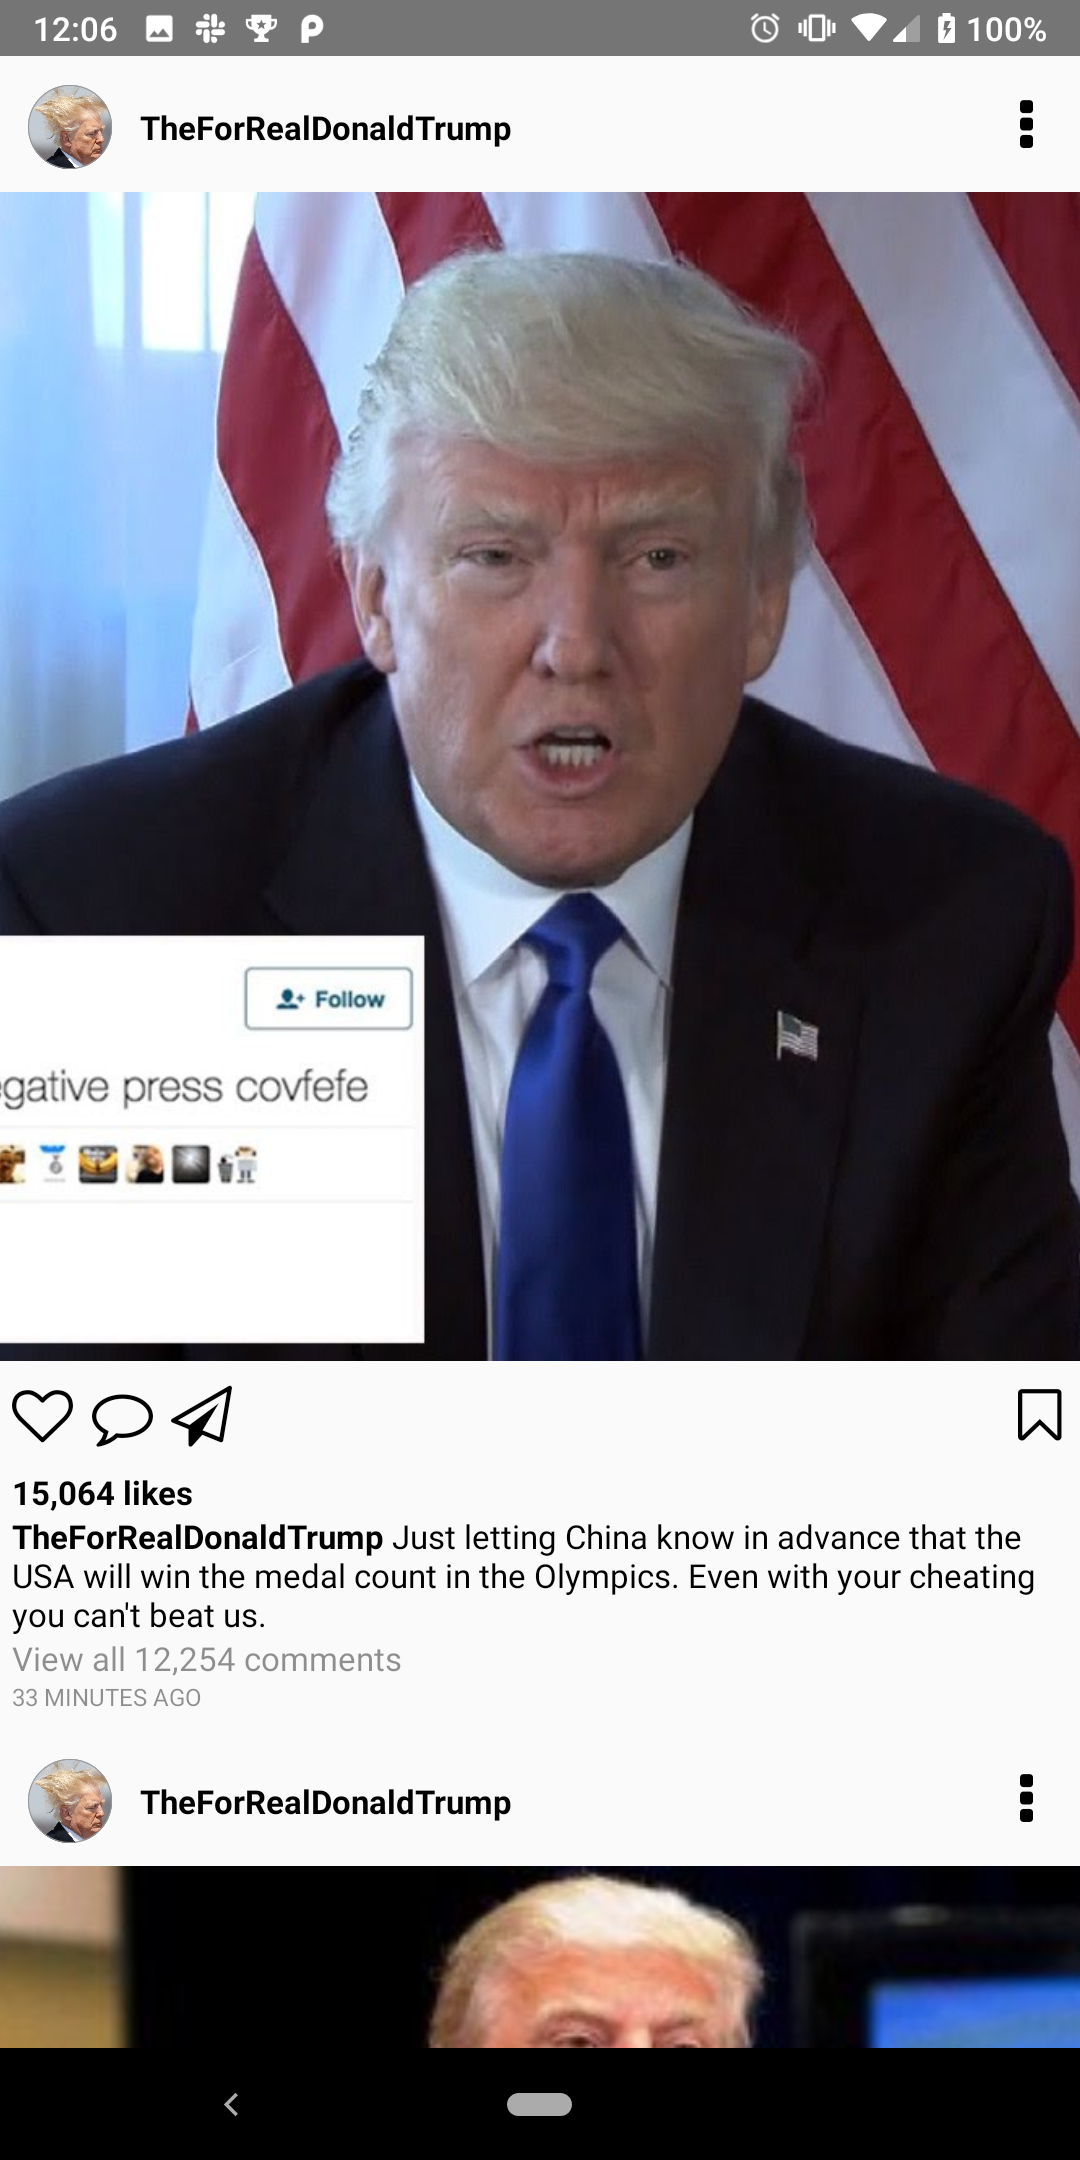 12:06
100%
TheForRealDonaldTrump
Follow
gative press covfefe
15,064 likes
TheForRealDonaldTrump Just letting China know in advance that the
USA will win the medal count in the Olympics. Even with your cheating
you can't beat us.
View all 12,254 comments
33 MINUTES AGO
TheForRealDonaldTrump